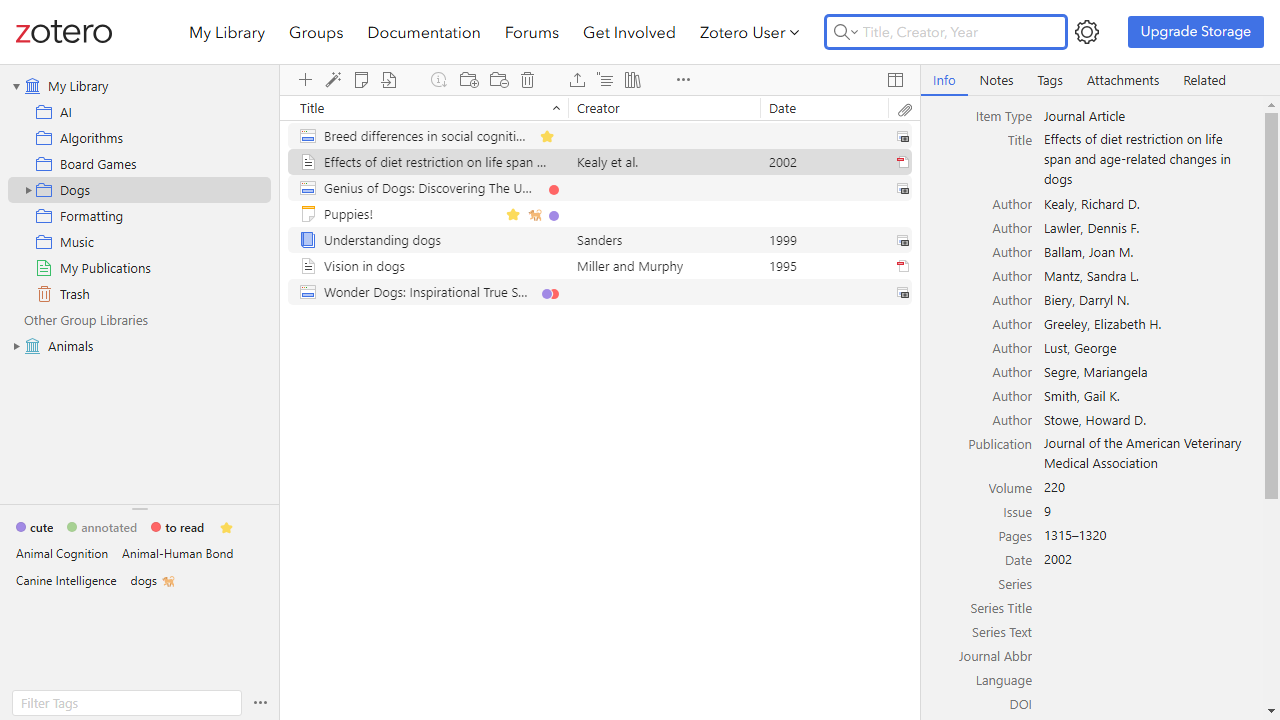 zotero
My Library
Groups
Documentation
Forums
Get Involved
Zotero User
Title, Creator, Year
Upgrade Storage
My Library
AI
Algorithms
Board Games
Dogs
Formatting
Music
My Publications
Trash
Other Group Libraries
Animals
cute annotated to read
Animal Cognition Animal-Human Bond
Canine Intelligence dogs
Filter Tags
Title Creator Date
Breed differences in social cogniti...
Effects of diet restriction on life span ... Kealy et al. 2002
Genius of Dogs: Discovering The U...
Puppies!
Understanding dogs Sanders 1999
Vision in dogs Miller and Murphy 1995
Wonder Dogs: Inspirational True S...
Info Notes Tags Attachments Related
Item Type Journal Article
Title Effects of diet restriction on life
span and age-related changes in
dogs
Author Kealy, Richard D.
Author Lawler, Dennis F.
Author Ballam, Joan M.
Author Mantz, Sandra L.
Author Biery, Darryl N.
Author Greeley, Elizabeth H.
Author Lust, George
Author Segre, Mariangela
Author Smith, Gail K.
Author Stowe, Howard D.
Publication Journal of the American Veterinary
Medical Association
Volume 220
Issue 9
Pages 1315–1320
Date 2002
Series
Series Title
Series Text
Journal Abbr
Language
DOI